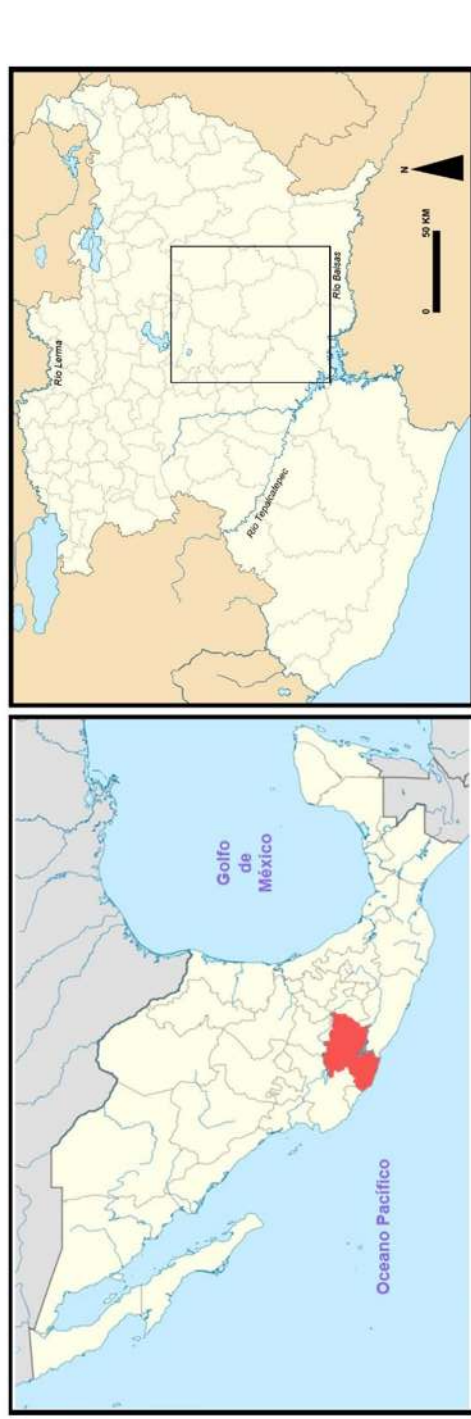 Golfo
de
México
Oceano Pacífico
Río Lerma
Río Tepalcatepec
Río Balsas
N
0 50 KM